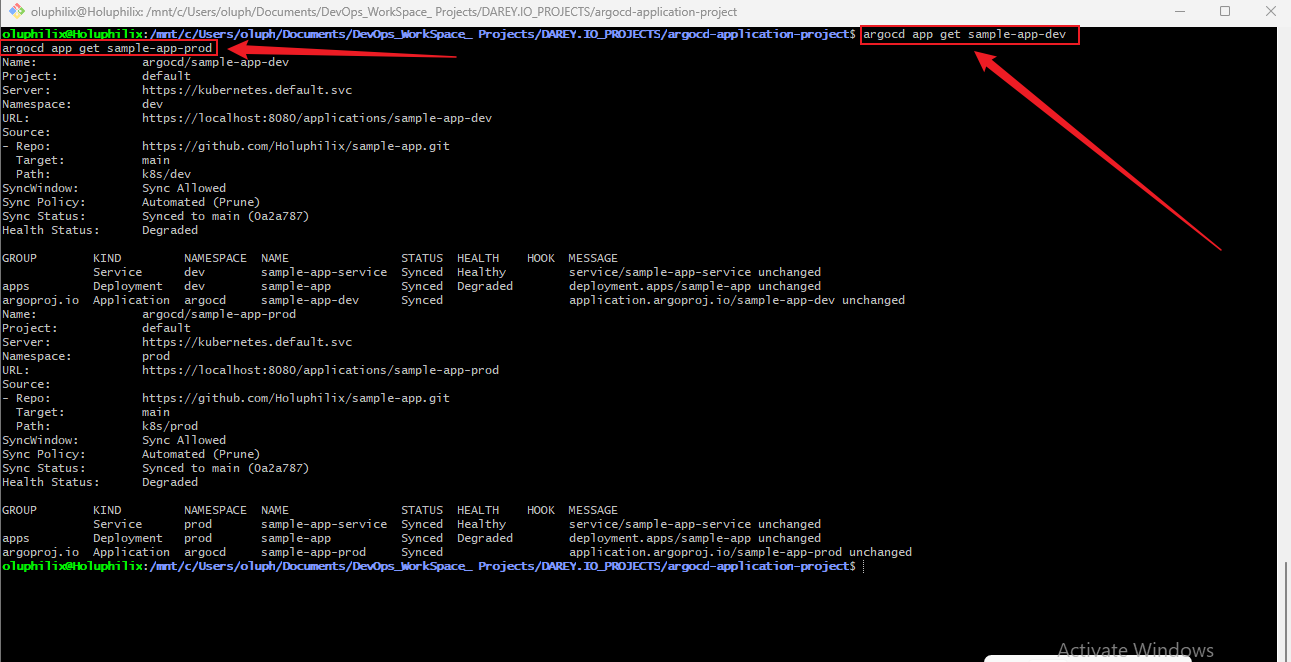 oluphilix@Holuphilix: /mnt/c/Users/oluph/Documents/DevOps_WorkSpace_ Projects/DAREY.IO_PROJECTS/argocd-application-project
oluphilix@Holuphilix:/mnt/c/Users/oluph/Documents/DevOps_WorkSpace_ Projects/DAREY.IO_PROJECTS/argocd-application-project$ argocd app get sample-app-dev
argocd app get sample-app-prod
Name:               argocd/sample-app-dev
Project:            default
Server:             https://kubernetes.default.svc
Namespace:          dev
URL:                https://localhost:8080/applications/sample-app-dev
Source:
- Repo:             https://github.com/Holuphilix/sample-app.git
  Target:           main
  Path:             k8s/dev
SyncWindow:         Sync Allowed
Sync Policy:        Automated (Prune)
Sync Status:        Synced to main (0a2a787)
Health Status:      Degraded
GROUP        KIND         NAMESPACE  NAME                STATUS  HEALTH    HOOK  MESSAGE
             Service      dev        sample-app-service  Synced  Healthy         service/sample-app-service unchanged
apps         Deployment   dev        sample-app          Synced  Degraded        deployment.apps/sample-app unchanged
argoproj.io  Application  argocd     sample-app-dev      Synced                  application.argoproj.io/sample-app-dev unchanged
Name:               argocd/sample-app-prod
Project:            default
Server:             https://kubernetes.default.svc
Namespace:          prod
URL:                https://localhost:8080/applications/sample-app-prod
Source:
- Repo:             https://github.com/Holuphilix/sample-app.git
  Target:           main
  Path:             k8s/prod
SyncWindow:         Sync Allowed
Sync Policy:        Automated (Prune)
Sync Status:        Synced to main (0a2a787)
Health Status:      Degraded
GROUP        KIND         NAMESPACE  NAME                STATUS  HEALTH    HOOK  MESSAGE
             Service      prod       sample-app-service  Synced  Healthy         service/sample-app-service unchanged
apps         Deployment   prod       sample-app          Synced  Degraded        deployment.apps/sample-app unchanged
argoproj.io  Application  argocd     sample-app-prod     Synced                  application.argoproj.io/sample-app-prod unchanged
oluphilix@Holuphilix:/mnt/c/Users/oluph/Documents/DevOps_WorkSpace_ Projects/DAREY.IO_PROJECTS/argocd-application-project$
Activate Windows